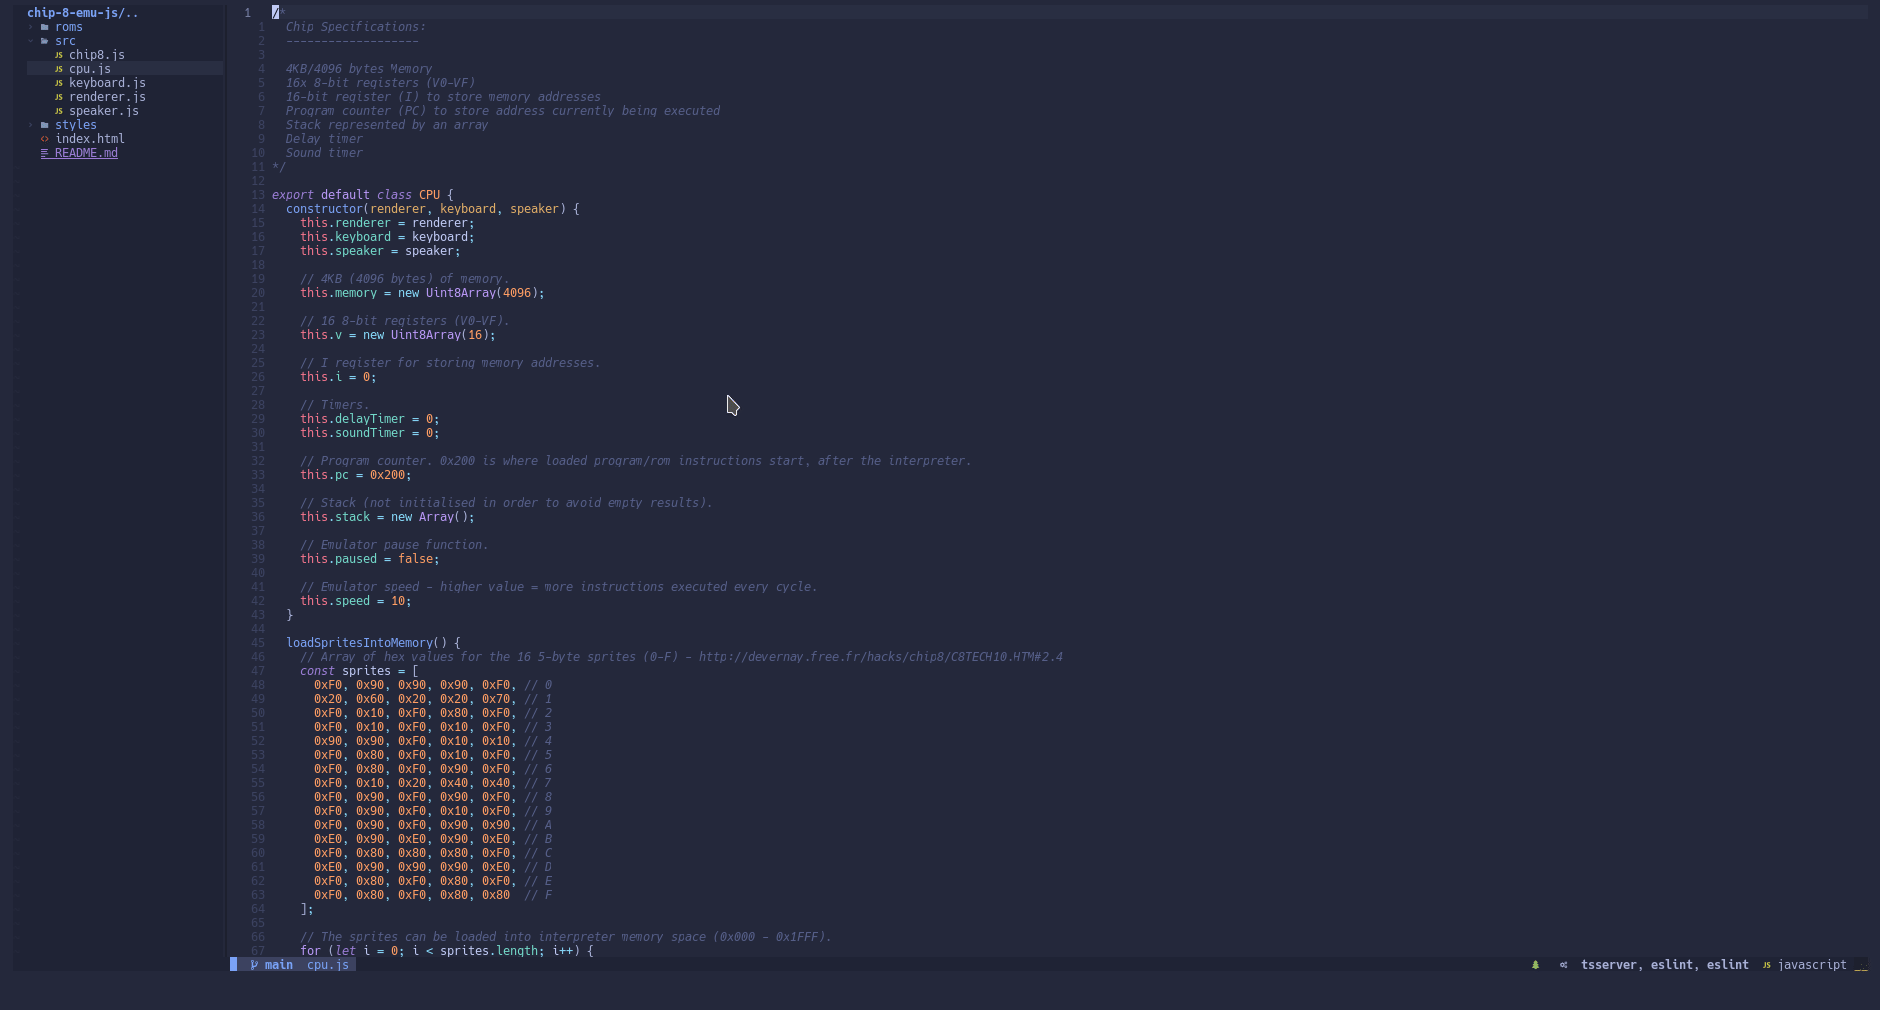 chip-8-emu-js/..
roms
src
JS chip8.js
JS cpu.js
JS keyboard.js
JS renderer.js
JS speaker.js
styles
<> index.html
README.md
1 /*
1 Chip Specifications:
2 -------------------
3
4 4KB/4096 bytes Memory
5 16x 8-bit registers (V0-VF)
6 16-bit register (I) to store memory addresses
7 Program counter (PC) to store address currently being executed
8 Stack represented by an array
9 Delay timer
10 Sound timer
11 */
12
13 export default class CPU {
14 constructor(renderer, keyboard, speaker) {
15 this.renderer = renderer;
16 this.keyboard = keyboard;
17 this.speaker = speaker;
18
19 // 4KB (4096 bytes) of memory.
20 this.memory = new Uint8Array(4096);
21
22 // 16 8-bit registers (V0-VF).
23 this.v = new Uint8Array(16);
24
25 // I register for storing memory addresses.
26 this.i = 0;
27
28 // Timers.
29 this.delayTimer = 0;
30 this.soundTimer = 0;
31
32 // Program counter. 0x200 is where loaded program/rom instructions start, after the interpreter.
33 this.pc = 0x200;
34
35 // Stack (not initialised in order to avoid empty results).
36 this.stack = new Array();
37
38 // Emulator pause function.
39 this.paused = false;
40
41 // Emulator speed - higher value = more instructions executed every cycle.
42 this.speed = 10;
43 }
44
45 loadSpritesIntoMemory() {
46 // Array of hex values for the 16 5-byte sprites (0-F) - http://devernay.free.fr/hacks/chip8/C8TECH10.HTM#2.4
47 const sprites = [
48 0xF0, 0x90, 0x90, 0x90, 0xF0, // 0
49 0x20, 0x60, 0x20, 0x20, 0x70, // 1
50 0xF0, 0x10, 0xF0, 0x80, 0xF0, // 2
51 0xF0, 0x10, 0xF0, 0x10, 0xF0, // 3
52 0x90, 0x90, 0xF0, 0x10, 0x10, // 4
53 0xF0, 0x80, 0xF0, 0x10, 0xF0, // 5
54 0xF0, 0x80, 0xF0, 0x90, 0xF0, // 6
55 0xF0, 0x10, 0x20, 0x40, 0x40, // 7
56 0xF0, 0x90, 0xF0, 0x90, 0xF0, // 8
57 0xF0, 0x90, 0xF0, 0x10, 0xF0, // 9
58 0xF0, 0x90, 0xF0, 0x90, 0x90, // A
59 0xE0, 0x90, 0xE0, 0x90, 0xE0, // B
60 0xF0, 0x80, 0x80, 0x80, 0xF0, // C
61 0xE0, 0x90, 0x90, 0x90, 0xE0, // D
62 0xF0, 0x80, 0xF0, 0x80, 0xF0, // E
63 0xF0, 0x80, 0xF0, 0x80, 0x80 // F
64 ];
65
66 // The sprites can be loaded into interpreter memory space (0x000 - 0x1FFF).
67 for (let i = 0; i < sprites.length; i++) {
main cpu.js
tsserver, eslint, eslint JS javascript __